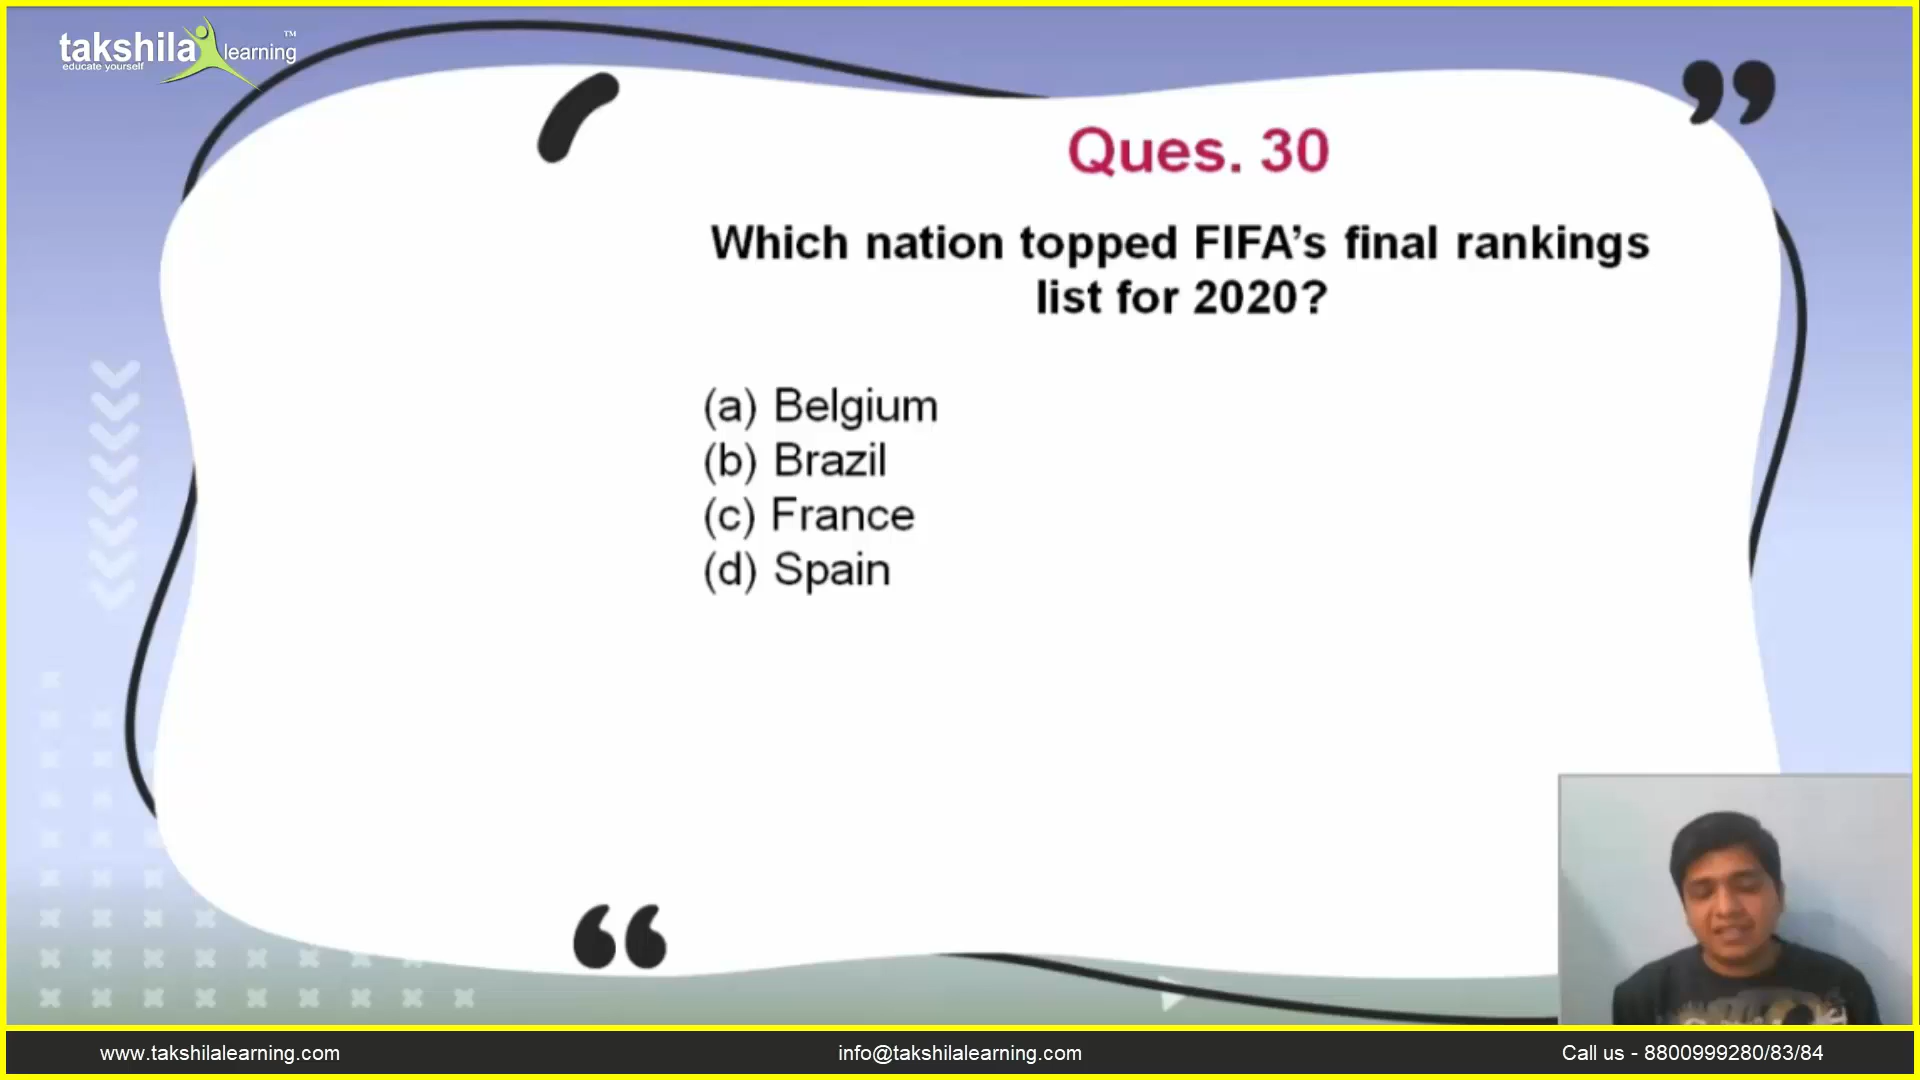 takshila learning ™
educate yourself
Ques. 30
Which nation topped FIFA’s final rankings
list for 2020?
(a) Belgium
(b) Brazil
(c) France
(d) Spain
www.takshilalearning.com
info@takshilalearning.com
Call us - 8800999280/83/84